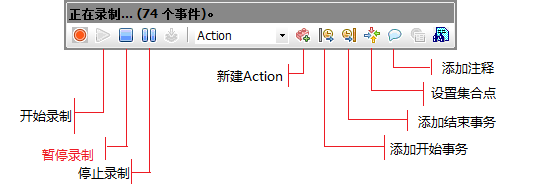 正在录制... (74 个事件)。
Action
新建Action
添加注释
设置集合点
开始录制
添加结束事务
暂停录制
添加开始事务
停止录制